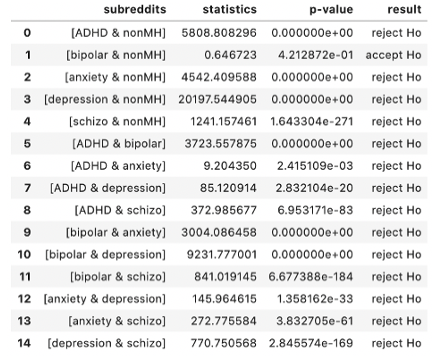 subreddits statistics p-value result
0 [ADHD & nonMH] 5808.808296 0.000000e+00 reject Ho
1 [bipolar & nonMH] 0.646723 4.212872e-01 accept Ho
2 [anxiety & nonMH] 4542.409588 0.000000e+00 reject Ho
3 [depression & nonMH] 20197.544905 0.000000e+00 reject Ho
4 [schizo & nonMH] 1241.157461 1.643304e-271 reject Ho
5 [ADHD & bipolar] 3723.557875 0.000000e+00 reject Ho
6 [ADHD & anxiety] 9.204350 2.415109e-03 reject Ho
7 [ADHD & depression] 85.120914 2.832104e-20 reject Ho
8 [ADHD & schizo] 372.985677 6.953171e-83 reject Ho
9 [bipolar & anxiety] 3004.086458 0.000000e+00 reject Ho
10 [bipolar & depression] 9231.777001 0.000000e+00 reject Ho
11 [bipolar & schizo] 841.019145 6.677388e-184 reject Ho
12 [anxiety & depression] 145.964615 1.358162e-33 reject Ho
13 [anxiety & schizo] 272.775584 3.832705e-61 reject Ho
14 [depression & schizo] 770.750568 2.845574e-169 reject Ho